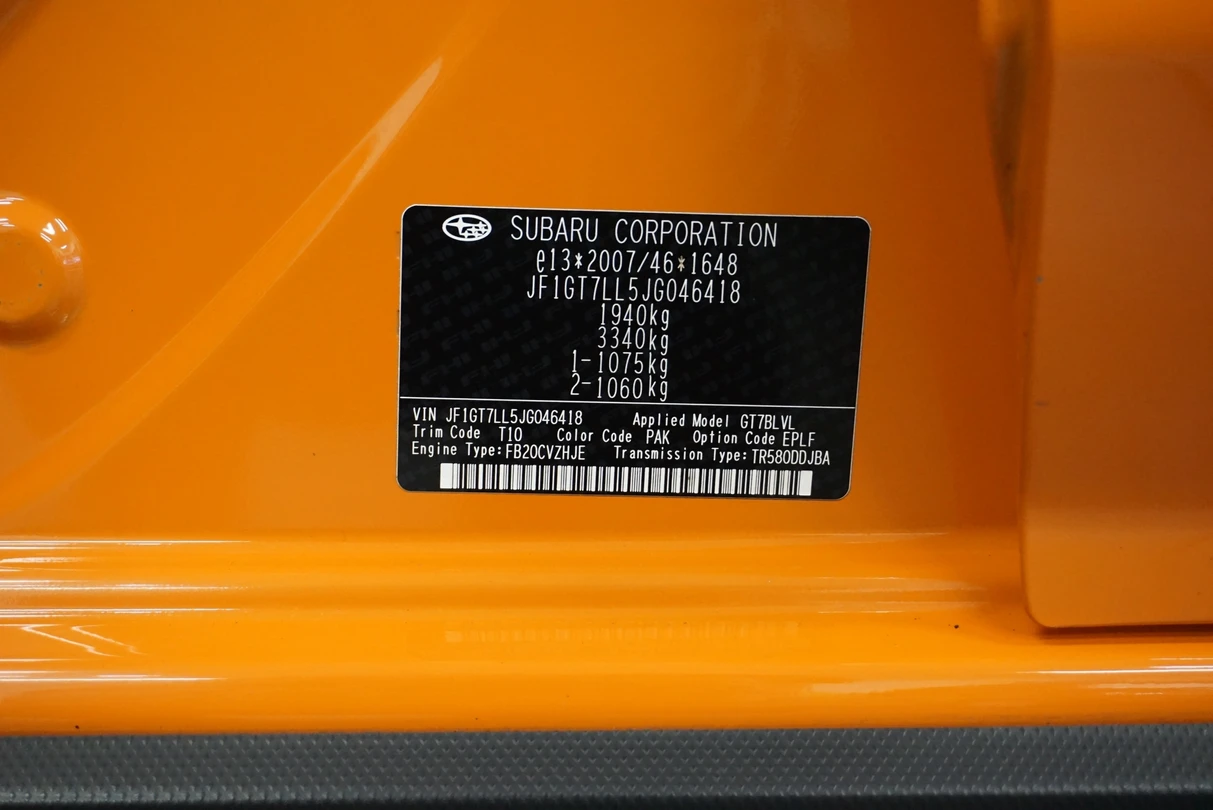 SUBARU CORPORATION
e13*2007/46*1648
JF1GT7LL5JG046418
1940kg
3340kg
1-1075kg
2-1060kg
VIN JF1GT7LL5JG046418 Applied Model GT7BLVL
Trim Code T10 Color Code PAK Option Code EPLF
Engine Type:FB20CVZHJE Transmission Type:TR580DDJBA